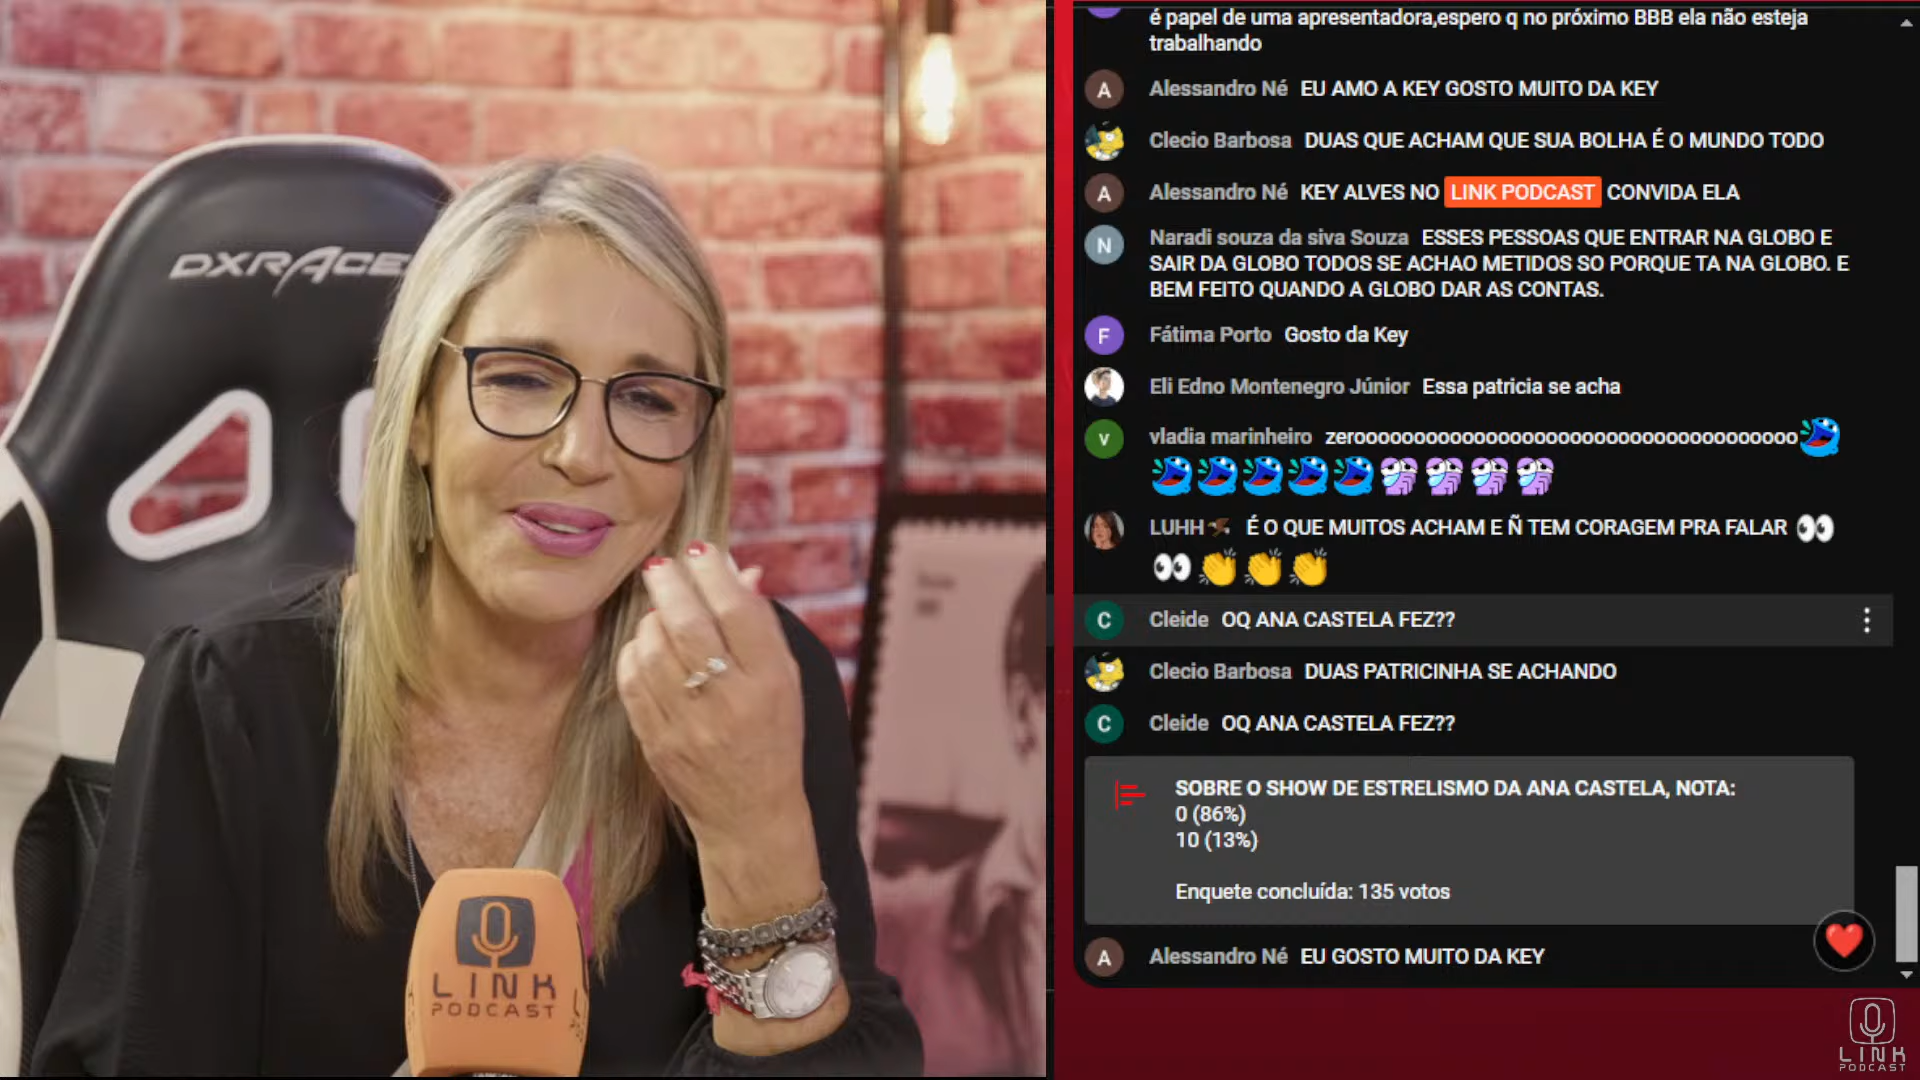 DXRACE
LINK
PODCAST
é papel de uma apresentadora,espero q no próximo BBB ela não esteja
trabalhando
A Alessandro Né EU AMO A KEY GOSTO MUITO DA KEY
Clecio Barbosa DUAS QUE ACHAM QUE SUA BOLHA É O MUNDO TODO
A Alessandro Né KEY ALVES NO LINK PODCAST CONVIDA ELA
N Naradi souza da siva Souza ESSES PESSOAS QUE ENTRAR NA GLOBO E
SAIR DA GLOBO TODOS SE ACHAO METIDOS SO PORQUE TA NA GLOBO. E
BEM FEITO QUANDO A GLOBO DAR AS CONTAS.
F Fátima Porto Gosto da Key
Eli Edno Montenegro Júnior Essa patricia se acha
V vladia marinheiro zerooooooooooooooooooooooooooooooooooo
LUHH É O QUE MUITOS ACHAM E Ñ TEM CORAGEM PRA FALAR 👀
👀 👏 👏 👏
C Cleide OQ ANA CASTELA FEZ??
Clecio Barbosa DUAS PATRICINHA SE ACHANDO
C Cleide OQ ANA CASTELA FEZ??
SOBRE O SHOW DE ESTRELISMO DA ANA CASTELA, NOTA:
0 (86%)
10 (13%)
Enquete concluída: 135 votos
A Alessandro Né EU GOSTO MUITO DA KEY
LINK
PODCAST